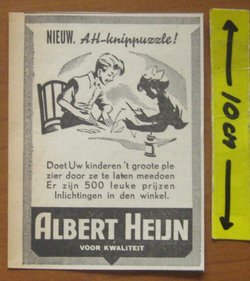 NIEUW. AH-knippuzzle!
Doet Uw kinderen 't groote ple
zier door ze te laten meedoen
Er zijn 500 leuke prijzen
Inlichtingen in den winkel.
ALBERT HEIJN
VOOR KWALITEIT
10cm